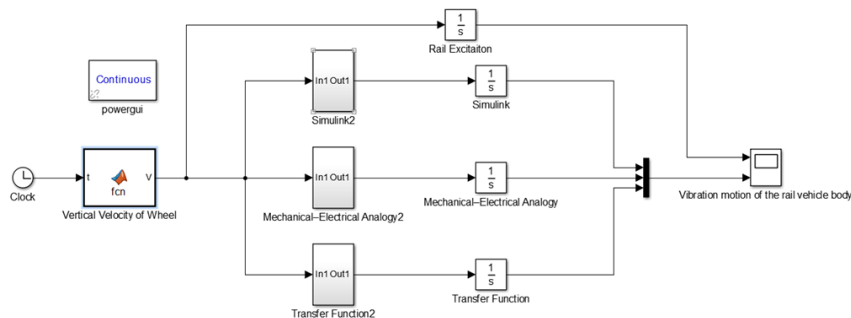 1
s
Rail Excitaiton
Continuous
powergui
In1 Out1
Simulink2
1
s
Simulink
t
fcn
V
Clock
Vertical Velocity of Wheel
In1 Out1
Mechanical–Electrical Analogy2
1
s
Mechanical–Electrical Analogy
Vibration motion of the rail vehicle body
In1 Out1
Transfer Function2
1
s
Transfer Function